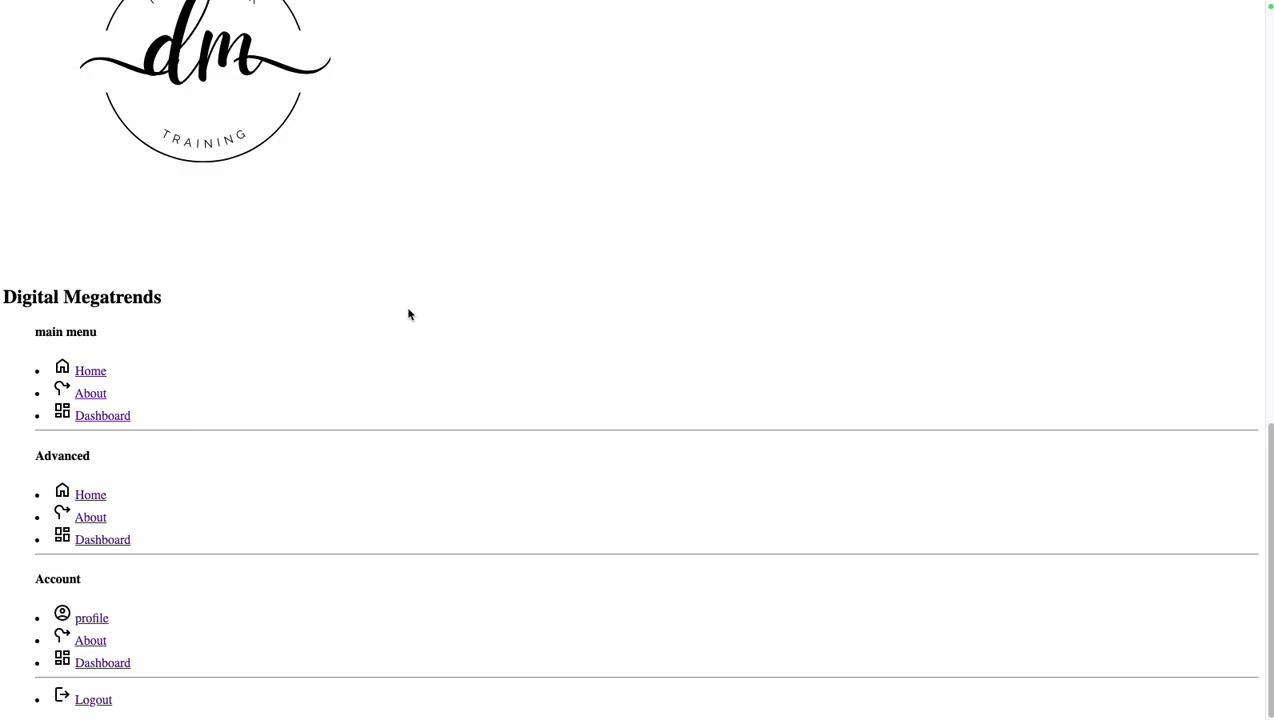 dm
TRAINING
Digital Megatrends
main menu
Home
About
Dashboard
Advanced
Home
About
Dashboard
Account
profile
About
Dashboard
Logout